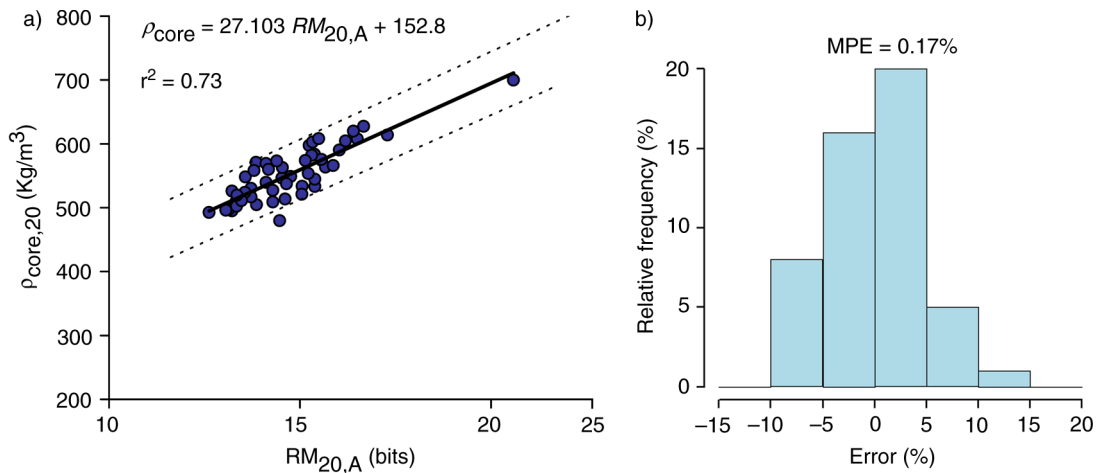 a)
ρcore = 27.103 RM20,A + 152.8
r2 = 0.73
800
700
600
500
400
300
200
10
15
20
25
ρcore,20 (Kg/m3)
RM20,A (bits)
b)
MPE = 0.17%
20
15
10
5
0
–15
–10
–5
0
5
10
15
20
Relative frequency (%)
Error (%)